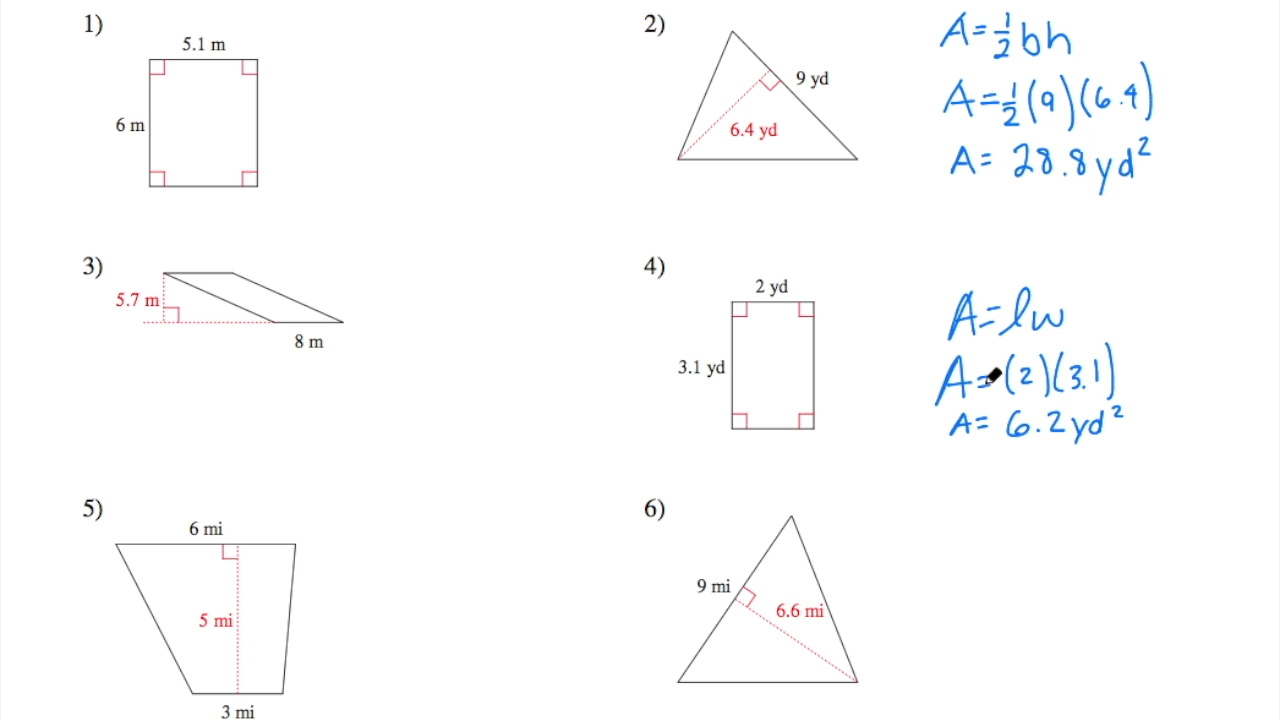 1)
5.1 m
6 m
2)
9 yd
6.4 yd
A = 1/2 bh
A = 1/2 (9)(6.4)
A = 28.8 yd²
3)
5.7 m
8 m
4)
2 yd
3.1 yd
A = lw
A = (2)(3.1)
A = 6.2 yd²
5)
6 mi
5 mi
3 mi
6)
9 mi
6.6 mi